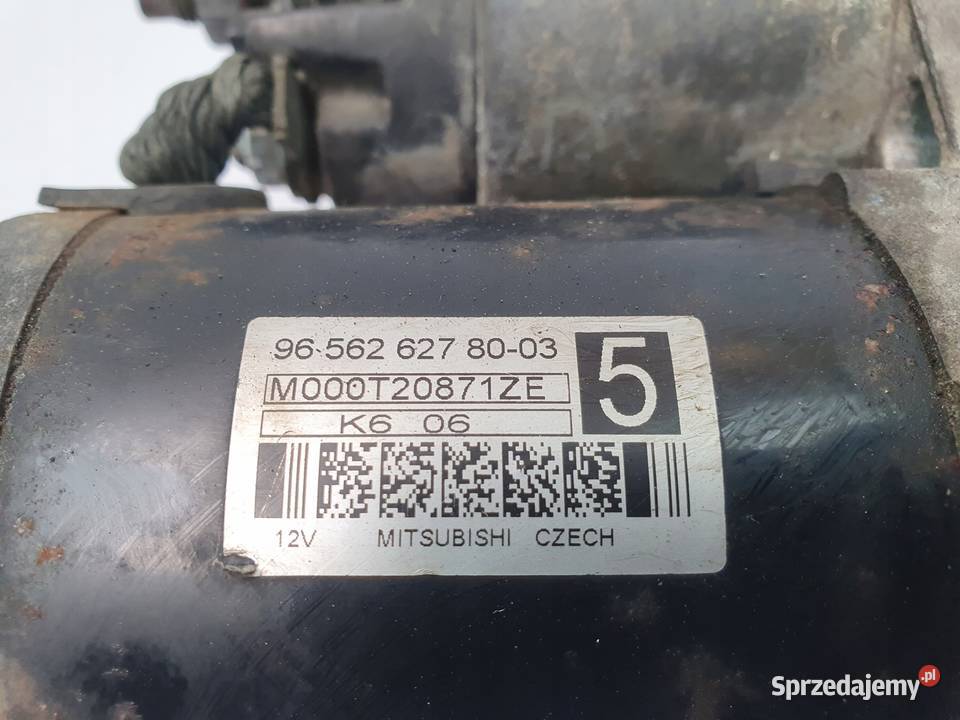 96 562 627 80-03
5
M000T20871ZE
K6 06
12V MITSUBISHI CZECH
Sprzedajemy.pl